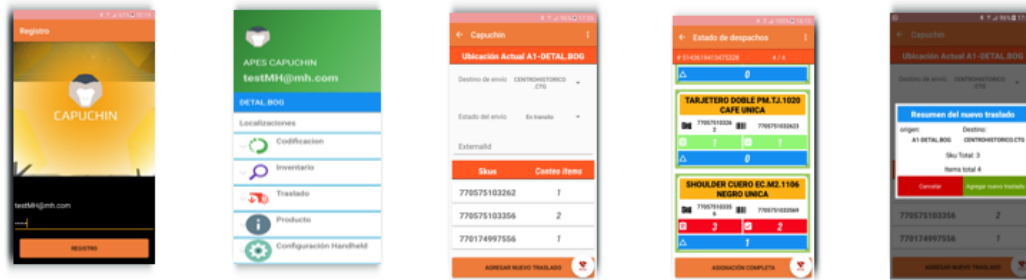 Registro
CAPUCHIN
testMH@mh.com
REGISTRO
APES CAPUCHIN
testMH@mh.com
DETAL.BOG
Localizaciones
Codificacion
Inventario
Traslado
Producto
Configuración Handheld
96% 17:35
Capuchin
Ubicación Actual A1-DETAL.BOG
Destino de envío CENTROHISTORICO
.CTG
Estado del envío En transito
ExternalId
Skus Conteo items
770575103262 1
770575103356 2
770174997556 1
AGREGAR NUEVO TRASLADO
100% 18:15
Estado de despachos
4 / 4
0
TARJETERO DOBLE PM.TJ.1020
CAFE UNICA
1 1
0
SHOULDER CUERO EC.M2.1106
NEGRO UNICA
3 2
1
ASIGNACIÓN COMPLETA
Capuchin
Ubicación Actual A1-DETAL.BOG
Destino de envío CENTROHISTORICO
.CTG
Resumen del nuevo traslado
origen: Destino:
A1-DETAL.BOG CENTROHISTORICO.CTG
Sku Total: 3
Items total 4
Cancelar Agregar nuevo traslado
770575103356 2
770174997556 1
AGREGAR NUEVO TRASLADO